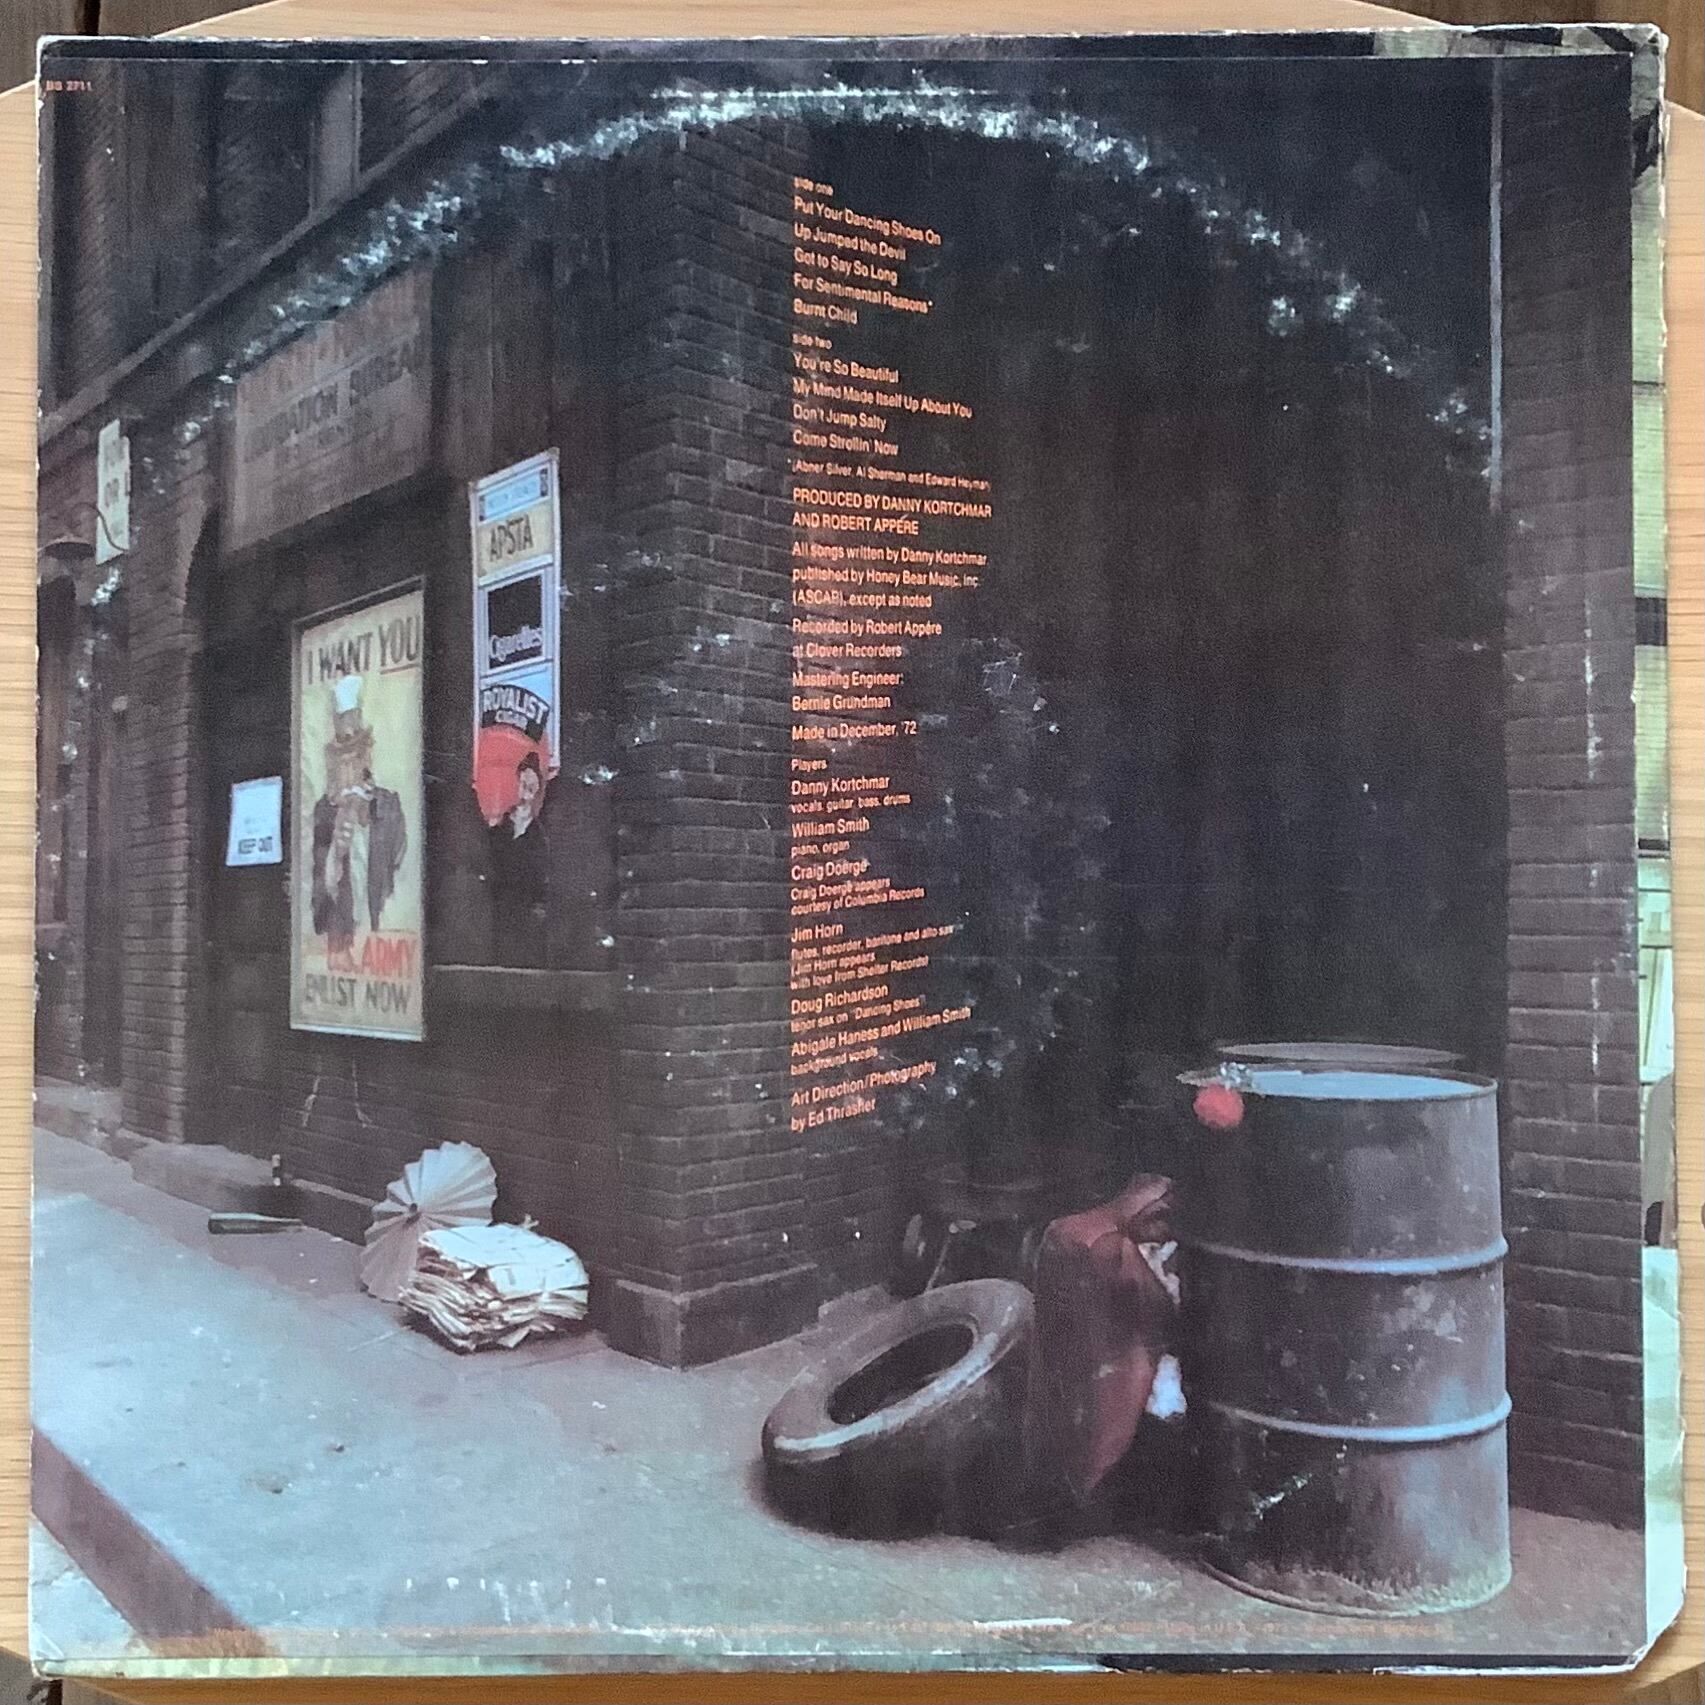 BS 2711
side one
Put Your Dancing Shoes On
Up Jumped the Devil
Got to Say So Long
For Sentimental Reasons*
Burnt Child
side two
You're So Beautiful
My Mind Made Itself Up About You
Don't Jump Salty
Come Strollin' Now
*(Abner Silver, Al Sherman and Edward Heyman)
PRODUCED BY DANNY KORTCHMAR
AND ROBERT APPÉRE
All songs written by Danny Kortchmar
published by Honey Bear Music, Inc.
(ASCAP), except as noted
Recorded by Robert Appére
at Clover Recorders
Mastering Engineer:
Bernie Grundman
Made in December, '72
Players
Danny Kortchmar
vocals, guitar, bass, drums
William Smith
piano, organ
Craig Doerge
Craig Doerge appears
courtesy of Columbia Records
Jim Horn
flutes, recorder, baritone and alto sax
(Jim Horn appears
with love from Shelter Records)
Doug Richardson
tenor sax on "Dancing Shoes"
Abigale Haness and William Smith
background vocals
Art Direction/Photography
by Ed Thrasher
APSTA
Cigarettes
ROYALIST
CIGAR
I WANT YOU
U.S. ARMY
ENLIST NOW
KEEP OUT